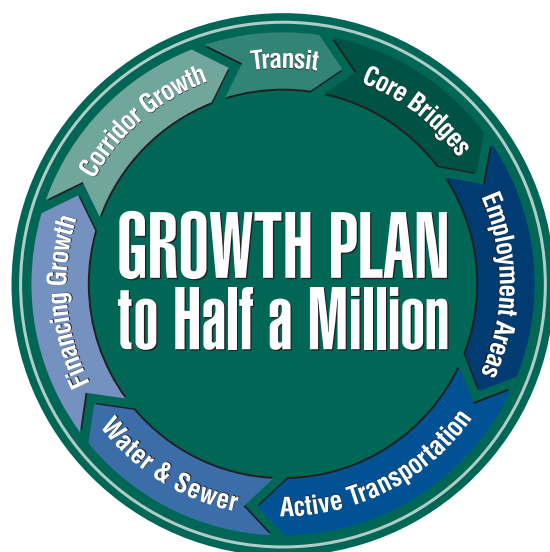 GROWTH PLAN
to Half a Million
Transit
Core Bridges
Employment Areas
Active Transportation
Water & Sewer
Financing Growth
Corridor Growth